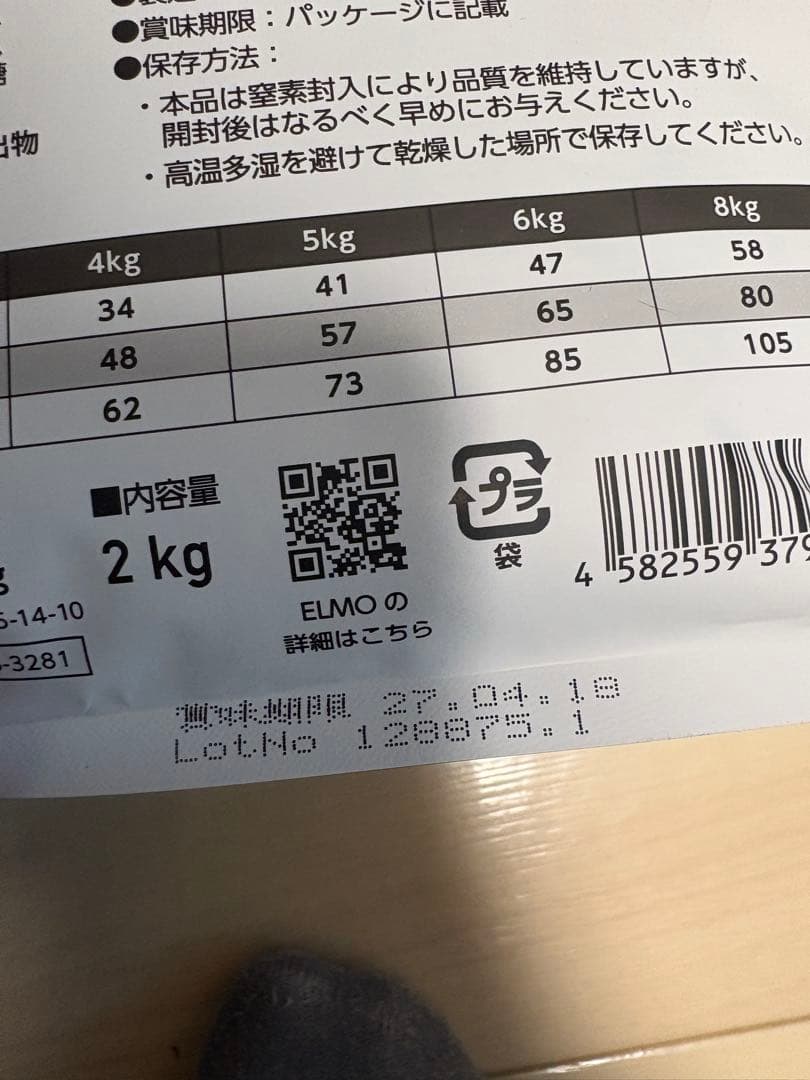 ●賞味期限：パッケージに記載
●保存方法：
・本品は窒素封入により品質を維持していますが、
開封後はなるべく早めにお与えください。
・高温多湿を避けて乾燥した場所で保存してください。
出物
4kg 5kg 6kg 8kg
34 41 47 58
48 57 65 80
62 73 85 105
■内容量
2 kg
ELMOの
詳細はこちら
プラ
袋
4 582559 379
g
-14-10
-3281
賞味期限 27.04.18
LotNo 128875.1